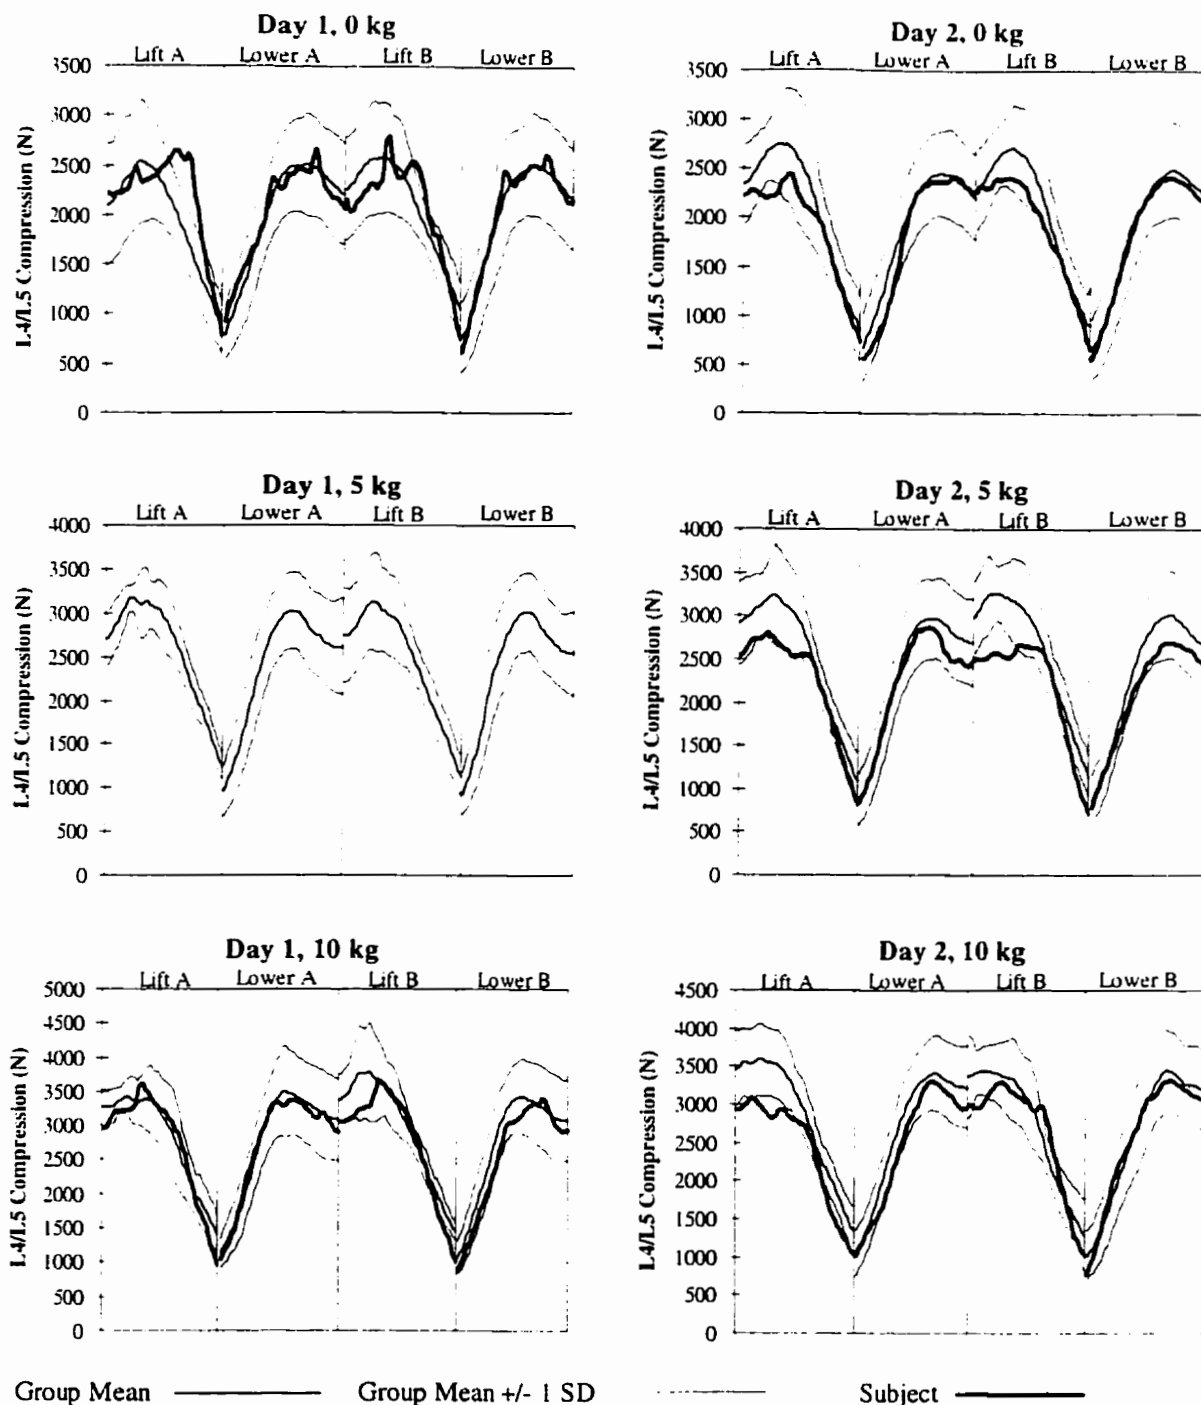 Day 1, 0 kg
Lift A Lower A Lift B Lower B
3500
3000
2500
2000
1500
1000
500
0
L4/L5 Compression (N)
Day 2, 0 kg
Lift A Lower A Lift B Lower B
3500
3000
2500
2000
1500
1000
500
0
L4/L5 Compression (N)
Day 1, 5 kg
Lift A Lower A Lift B Lower B
4000
3500
3000
2500
2000
1500
1000
500
0
L4/L5 Compression (N)
Day 2, 5 kg
Lift A Lower A Lift B Lower B
4000
3500
3000
2500
2000
1500
1000
500
0
L4/L5 Compression (N)
Day 1, 10 kg
Lift A Lower A Lift B Lower B
5000
4500
4000
3500
3000
2500
2000
1500
1000
500
0
L4/L5 Compression (N)
Day 2, 10 kg
Lift A Lower A Lift B Lower B
4500
4000
3500
3000
2500
2000
1500
1000
500
0
L4/L5 Compression (N)
Group Mean Group Mean +/- 1 SD Subject